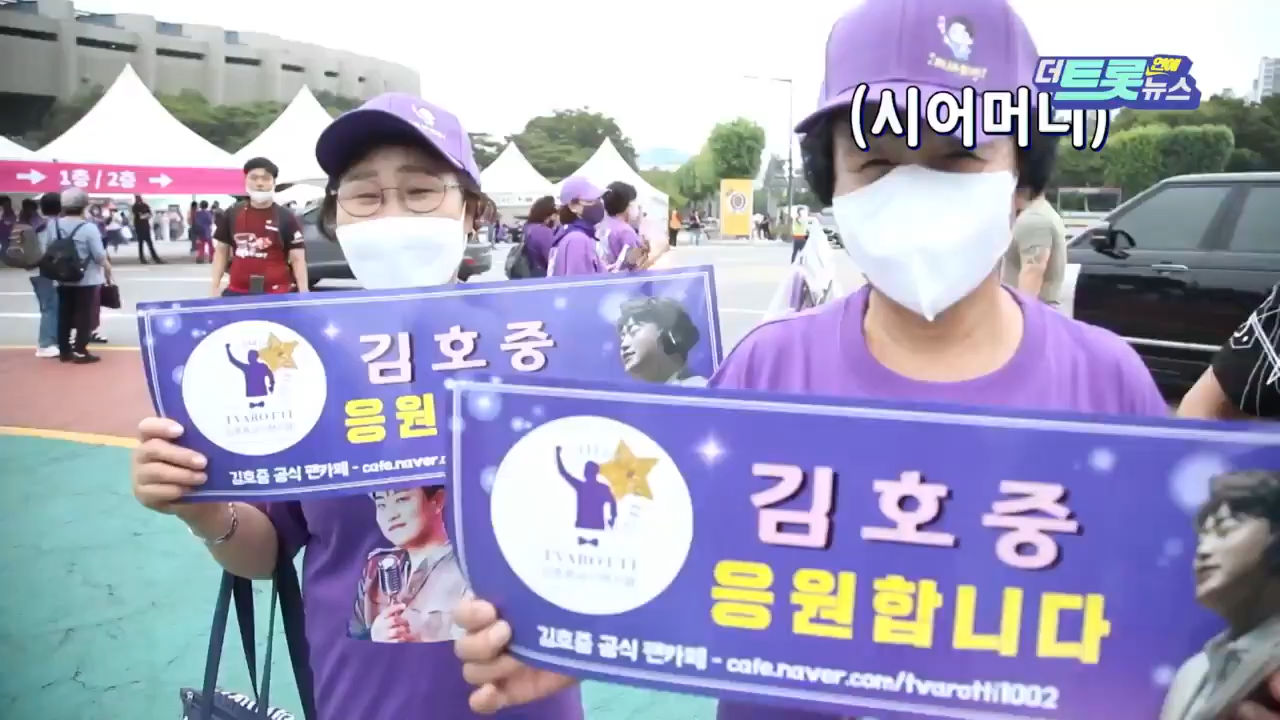 더 트롯 연예 뉴스
(시어머니)
→ 1층 / 2층 →
김호중
응원
TVAROTTI
김호중 공식 팬카페 - cafe.naver.c
김호중
응원합니다
TVAROTTI
김호중 공식 팬카페 - cafe.naver.com/tvarotti1002